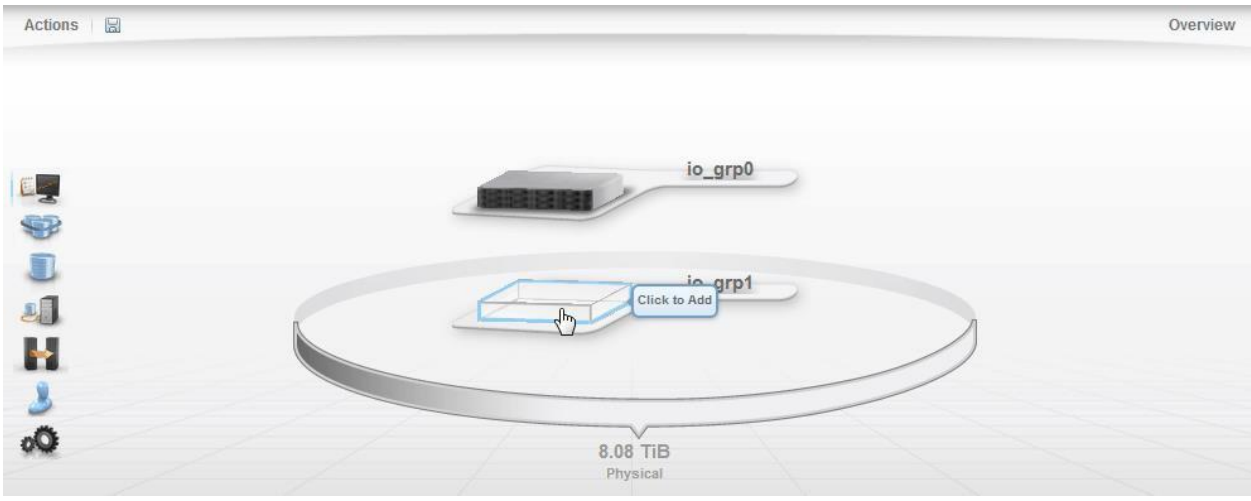 Actions
Overview
io_grp0
io_grp1
Click to Add
8.08 TiB
Physical